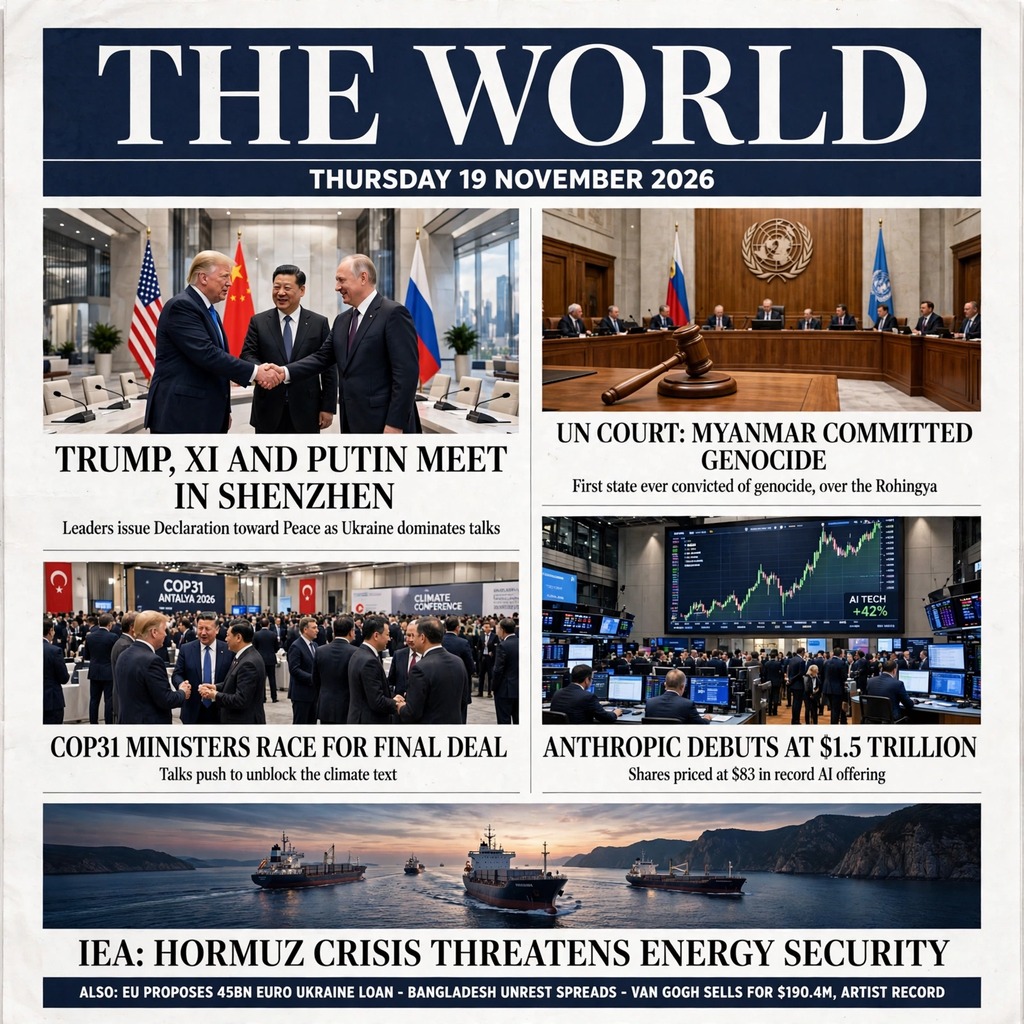 THE WORLD
THURSDAY 19 NOVEMBER 2026
TRUMP, XI AND PUTIN MEET
IN SHENZHEN
Leaders issue Declaration toward Peace as Ukraine dominates talks
UN COURT: MYANMAR COMMITTED
GENOCIDE
First state ever convicted of genocide, over the Rohingya
COP31
ANTALYA 2026
CLIMATE
CONFERENCE
COP31 MINISTERS RACE FOR FINAL DEAL
Talks push to unblock the climate text
AI TECH
+42%
ANTHROPIC DEBUTS AT $1.5 TRILLION
Shares priced at $83 in record AI offering
IEA: HORMUZ CRISIS THREATENS ENERGY SECURITY
ALSO: EU PROPOSES 45BN EURO UKRAINE LOAN - BANGLADESH UNREST SPREADS - VAN GOGH SELLS FOR $190.4M, ARTIST RECORD